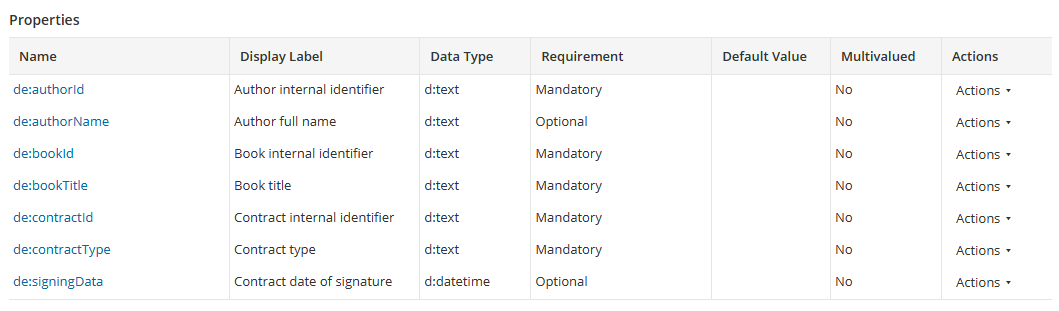 Properties
Name Display Label Data Type Requirement Default Value Multivalued Actions
de:authorId Author internal identifier d:text Mandatory No Actions
de:authorName Author full name d:text Optional No Actions
de:bookId Book internal identifier d:text Mandatory No Actions
de:bookTitle Book title d:text Mandatory No Actions
de:contractId Contract internal identifier d:text Mandatory No Actions
de:contractType Contract type d:text Mandatory No Actions
de:signingData Contract date of signature d:datetime Optional No Actions